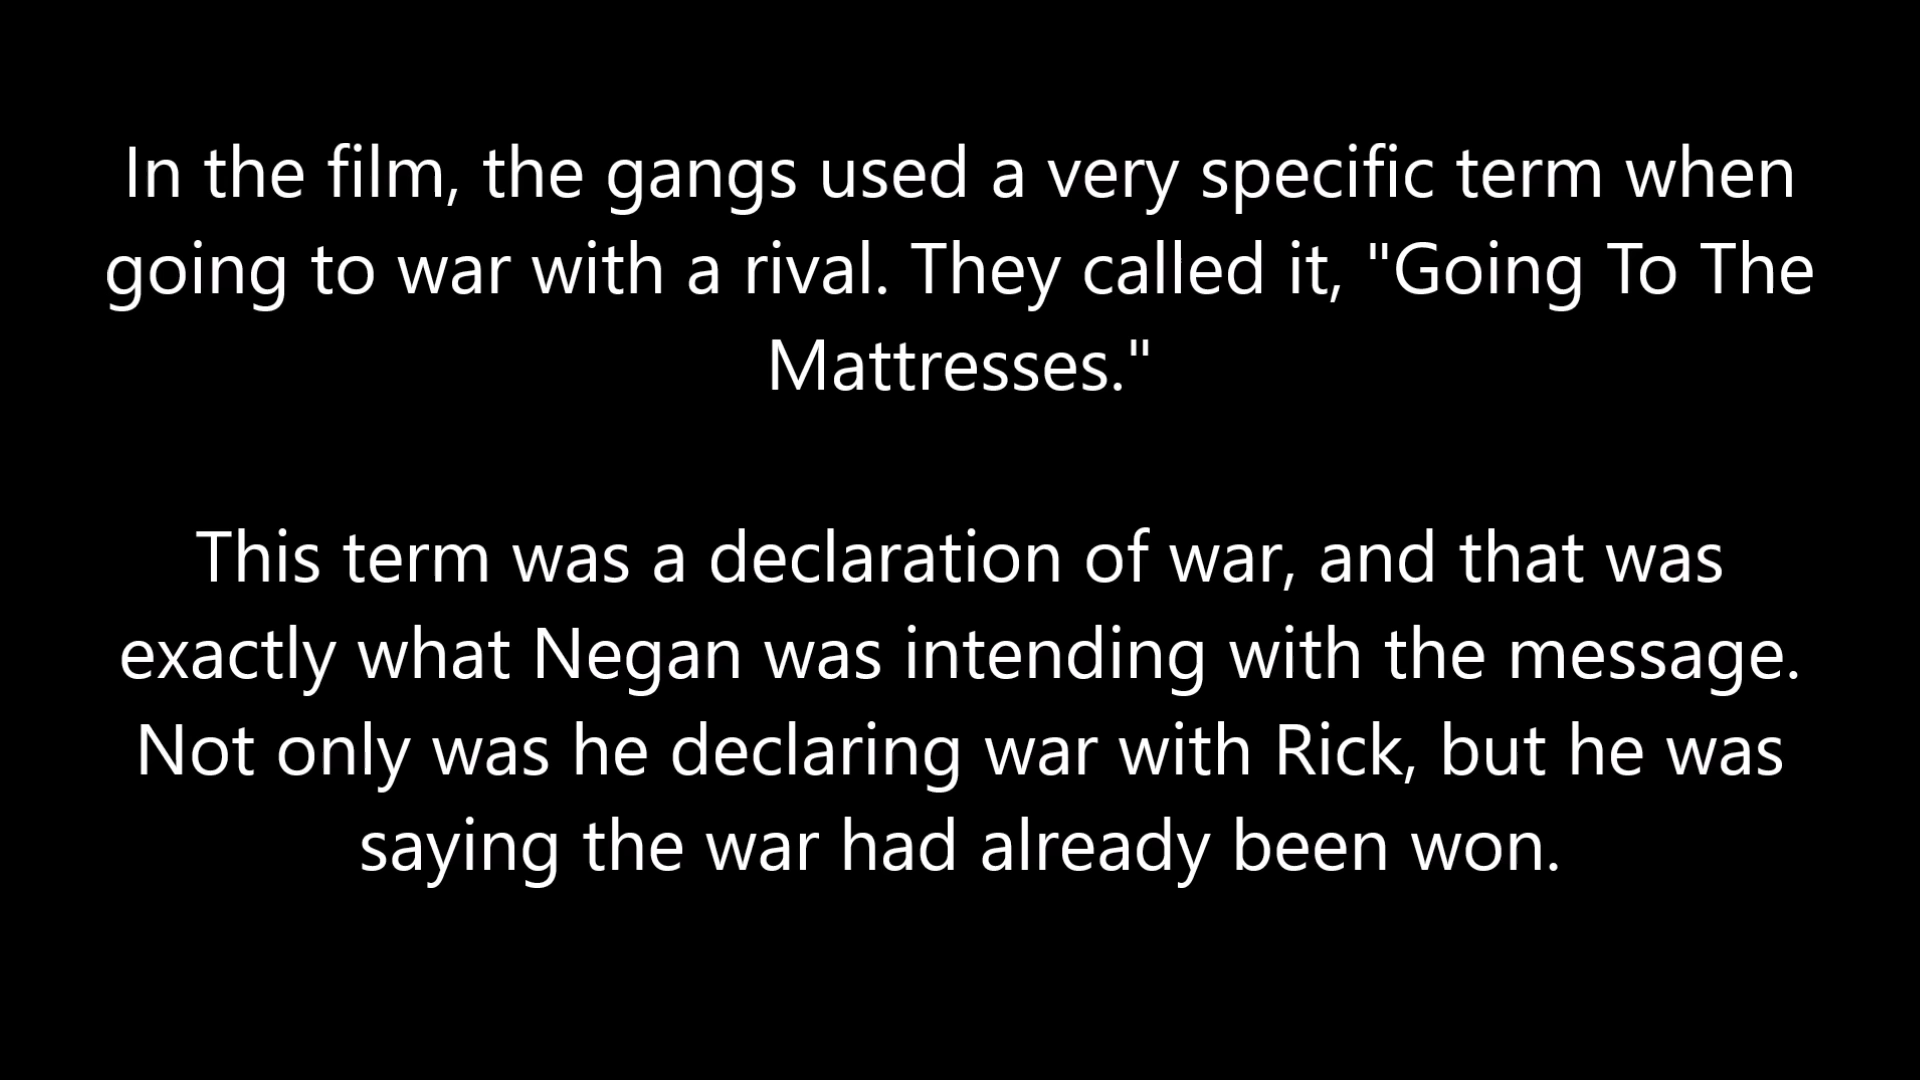 In the film, the gangs used a very specific term when
going to war with a rival. They called it, "Going To The
Mattresses."
This term was a declaration of war, and that was
exactly what Negan was intending with the message.
Not only was he declaring war with Rick, but he was
saying the war had already been won.